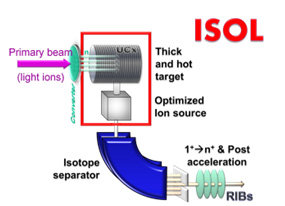 ISOL
Primary beam
(light ions)
Converter
n
UCx
Thick
and hot
target
Optimized
Ion source
Isotope
separator
1⁺→n⁺ & Post
acceleration
RIBs